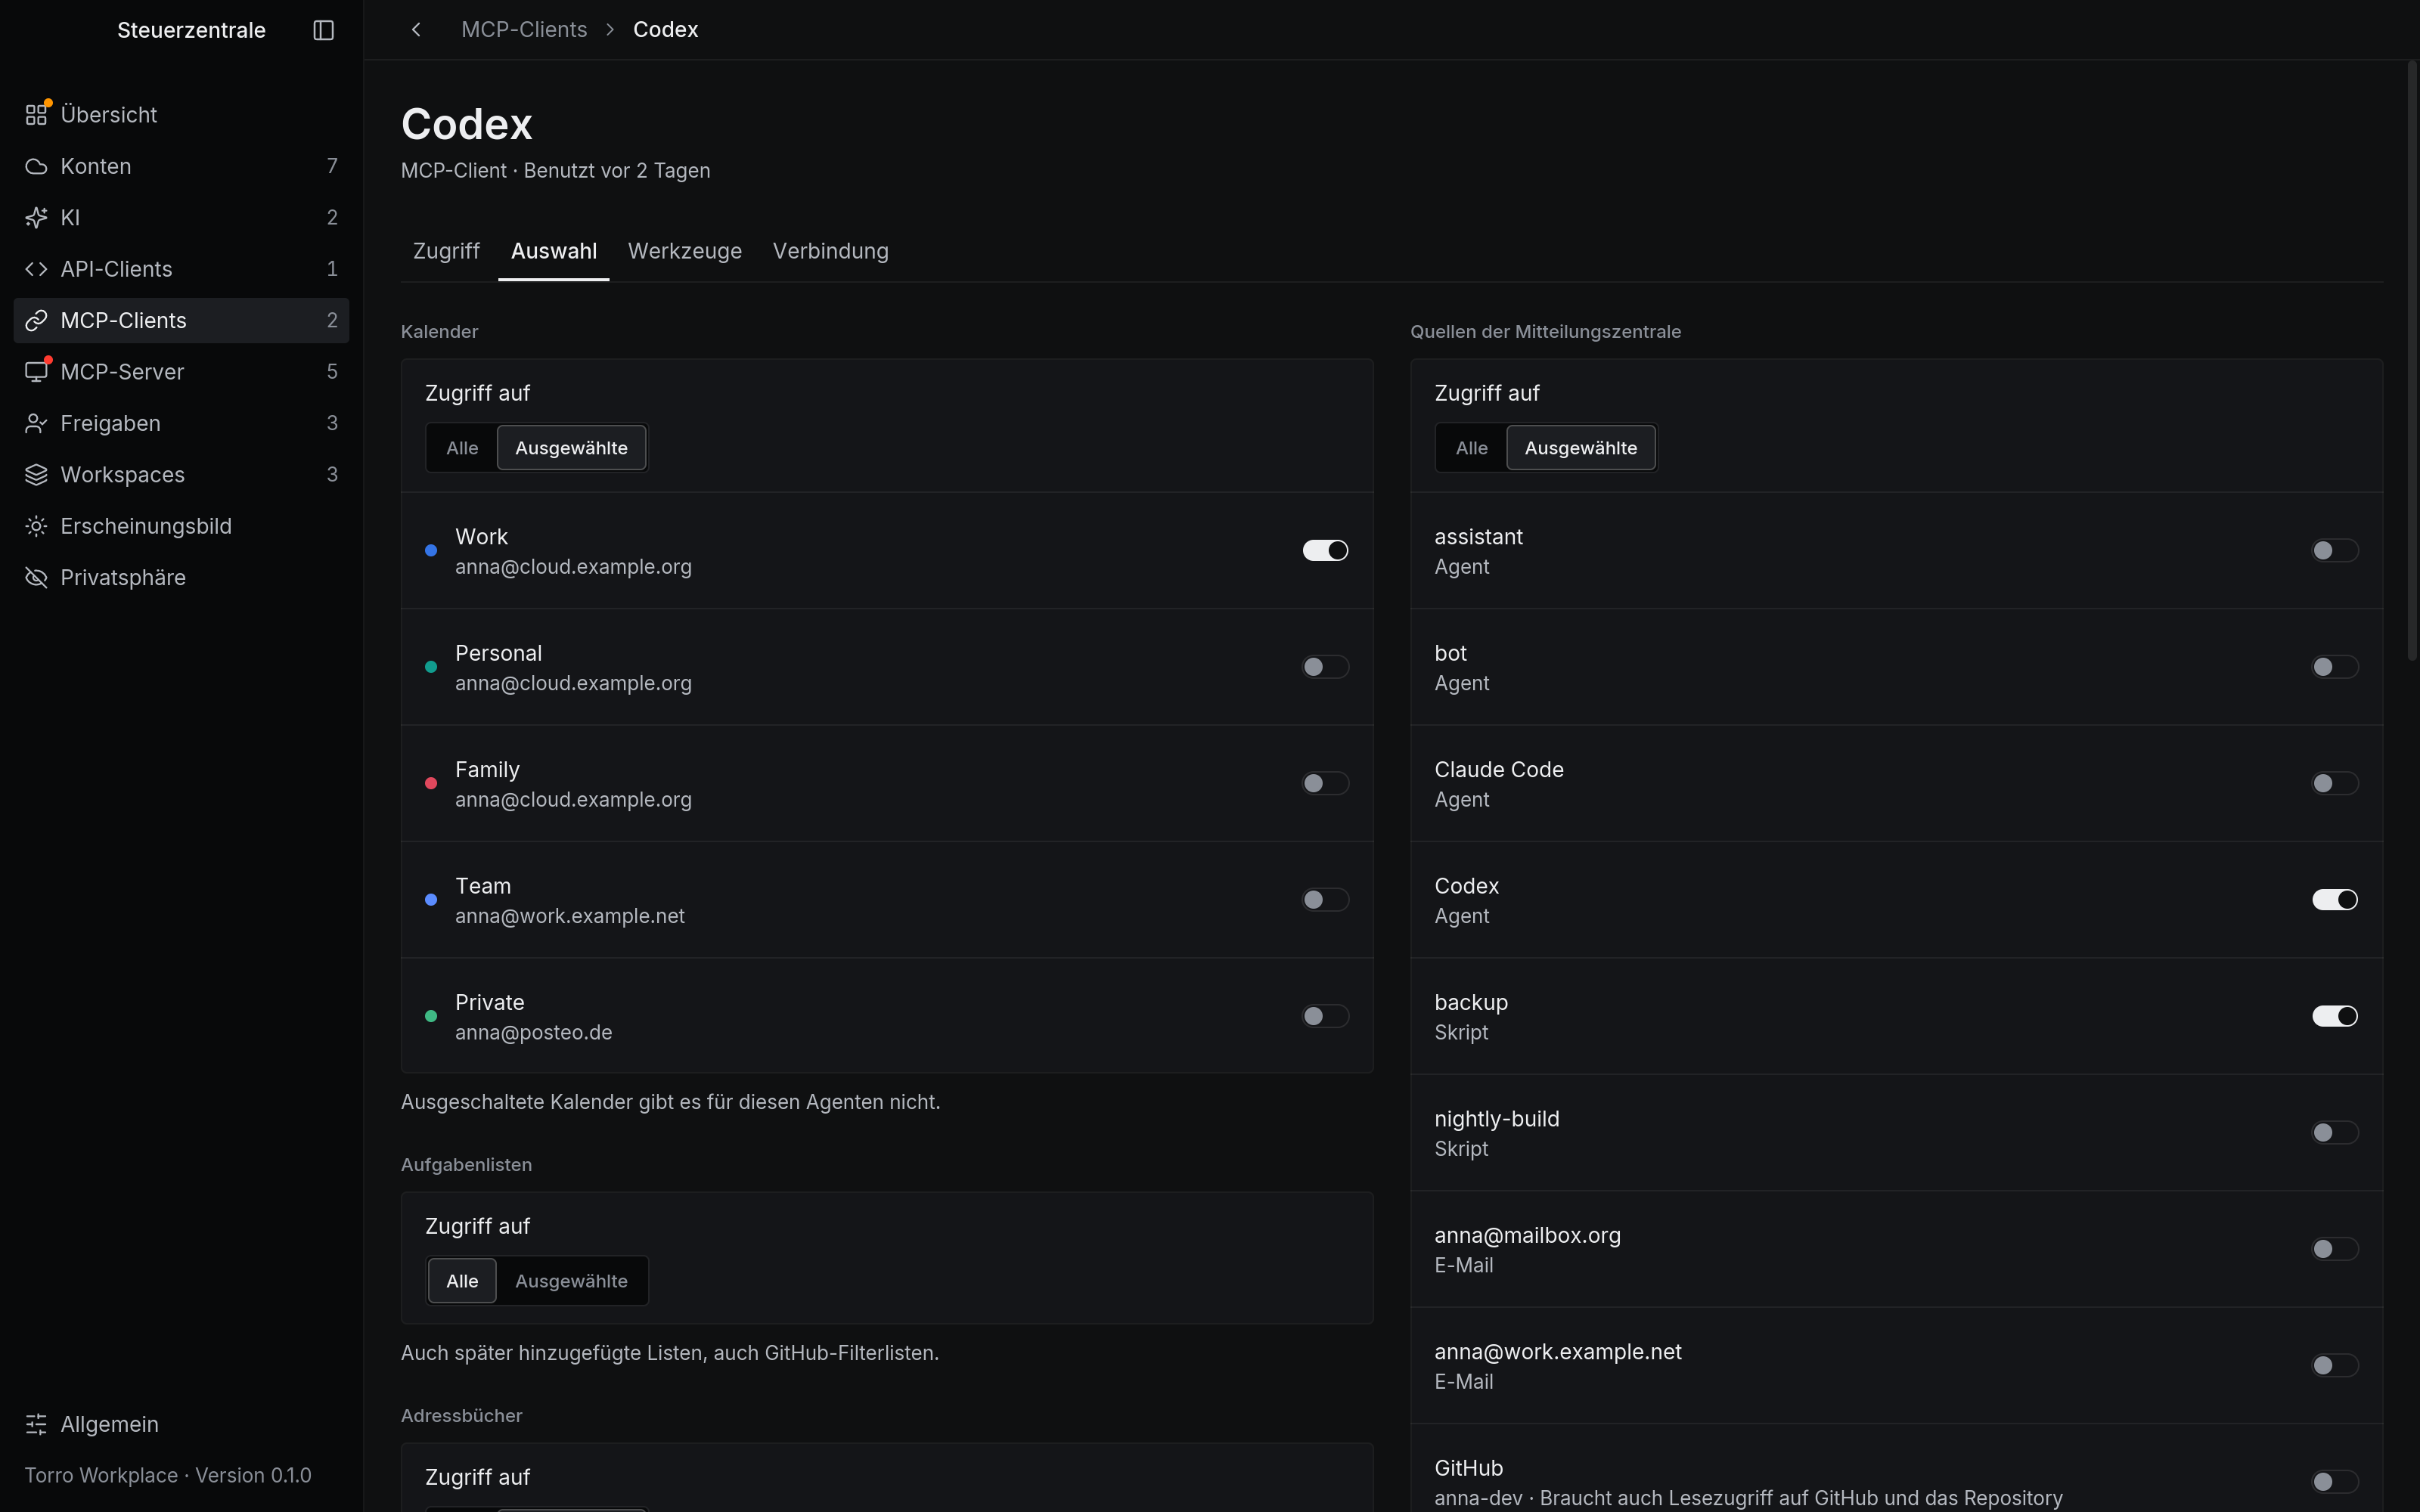 Steuerzentrale
Übersicht
Konten 7
KI 2
API-Clients 1
MCP-Clients 2
MCP-Server 5
Freigaben 3
Workspaces 3
Erscheinungsbild
Privatsphäre
Allgemein
Torro Workplace · Version 0.1.0
MCP-Clients > Codex
Codex
MCP-Client · Benutzt vor 2 Tagen
Zugriff Auswahl Werkzeuge Verbindung
Kalender
Zugriff auf
Alle Ausgewählte
Work
anna@cloud.example.org
Personal
anna@cloud.example.org
Family
anna@cloud.example.org
Team
anna@work.example.net
Private
anna@posteo.de
Ausgeschaltete Kalender gibt es für diesen Agenten nicht.
Aufgabenlisten
Zugriff auf
Alle Ausgewählte
Auch später hinzugefügte Listen, auch GitHub-Filterlisten.
Adressbücher
Zugriff auf
Quellen der Mitteilungszentrale
Zugriff auf
Alle Ausgewählte
assistant
Agent
bot
Agent
Claude Code
Agent
Codex
Agent
backup
Skript
nightly-build
Skript
anna@mailbox.org
E-Mail
anna@work.example.net
E-Mail
GitHub
anna-dev · Braucht auch Lesezugriff auf GitHub und das Repository